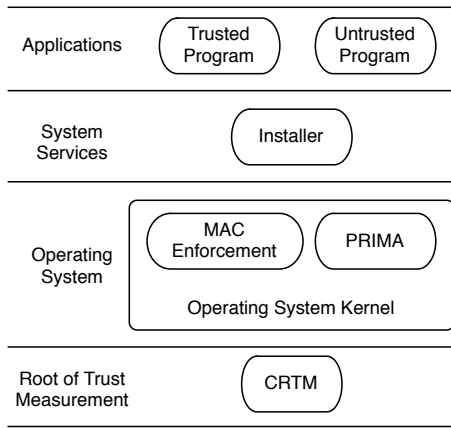 Applications
Trusted
Program
Untrusted
Program
System
Services
Installer
Operating
System
MAC
Enforcement
PRIMA
Operating System Kernel
Root of Trust
Measurement
CRTM